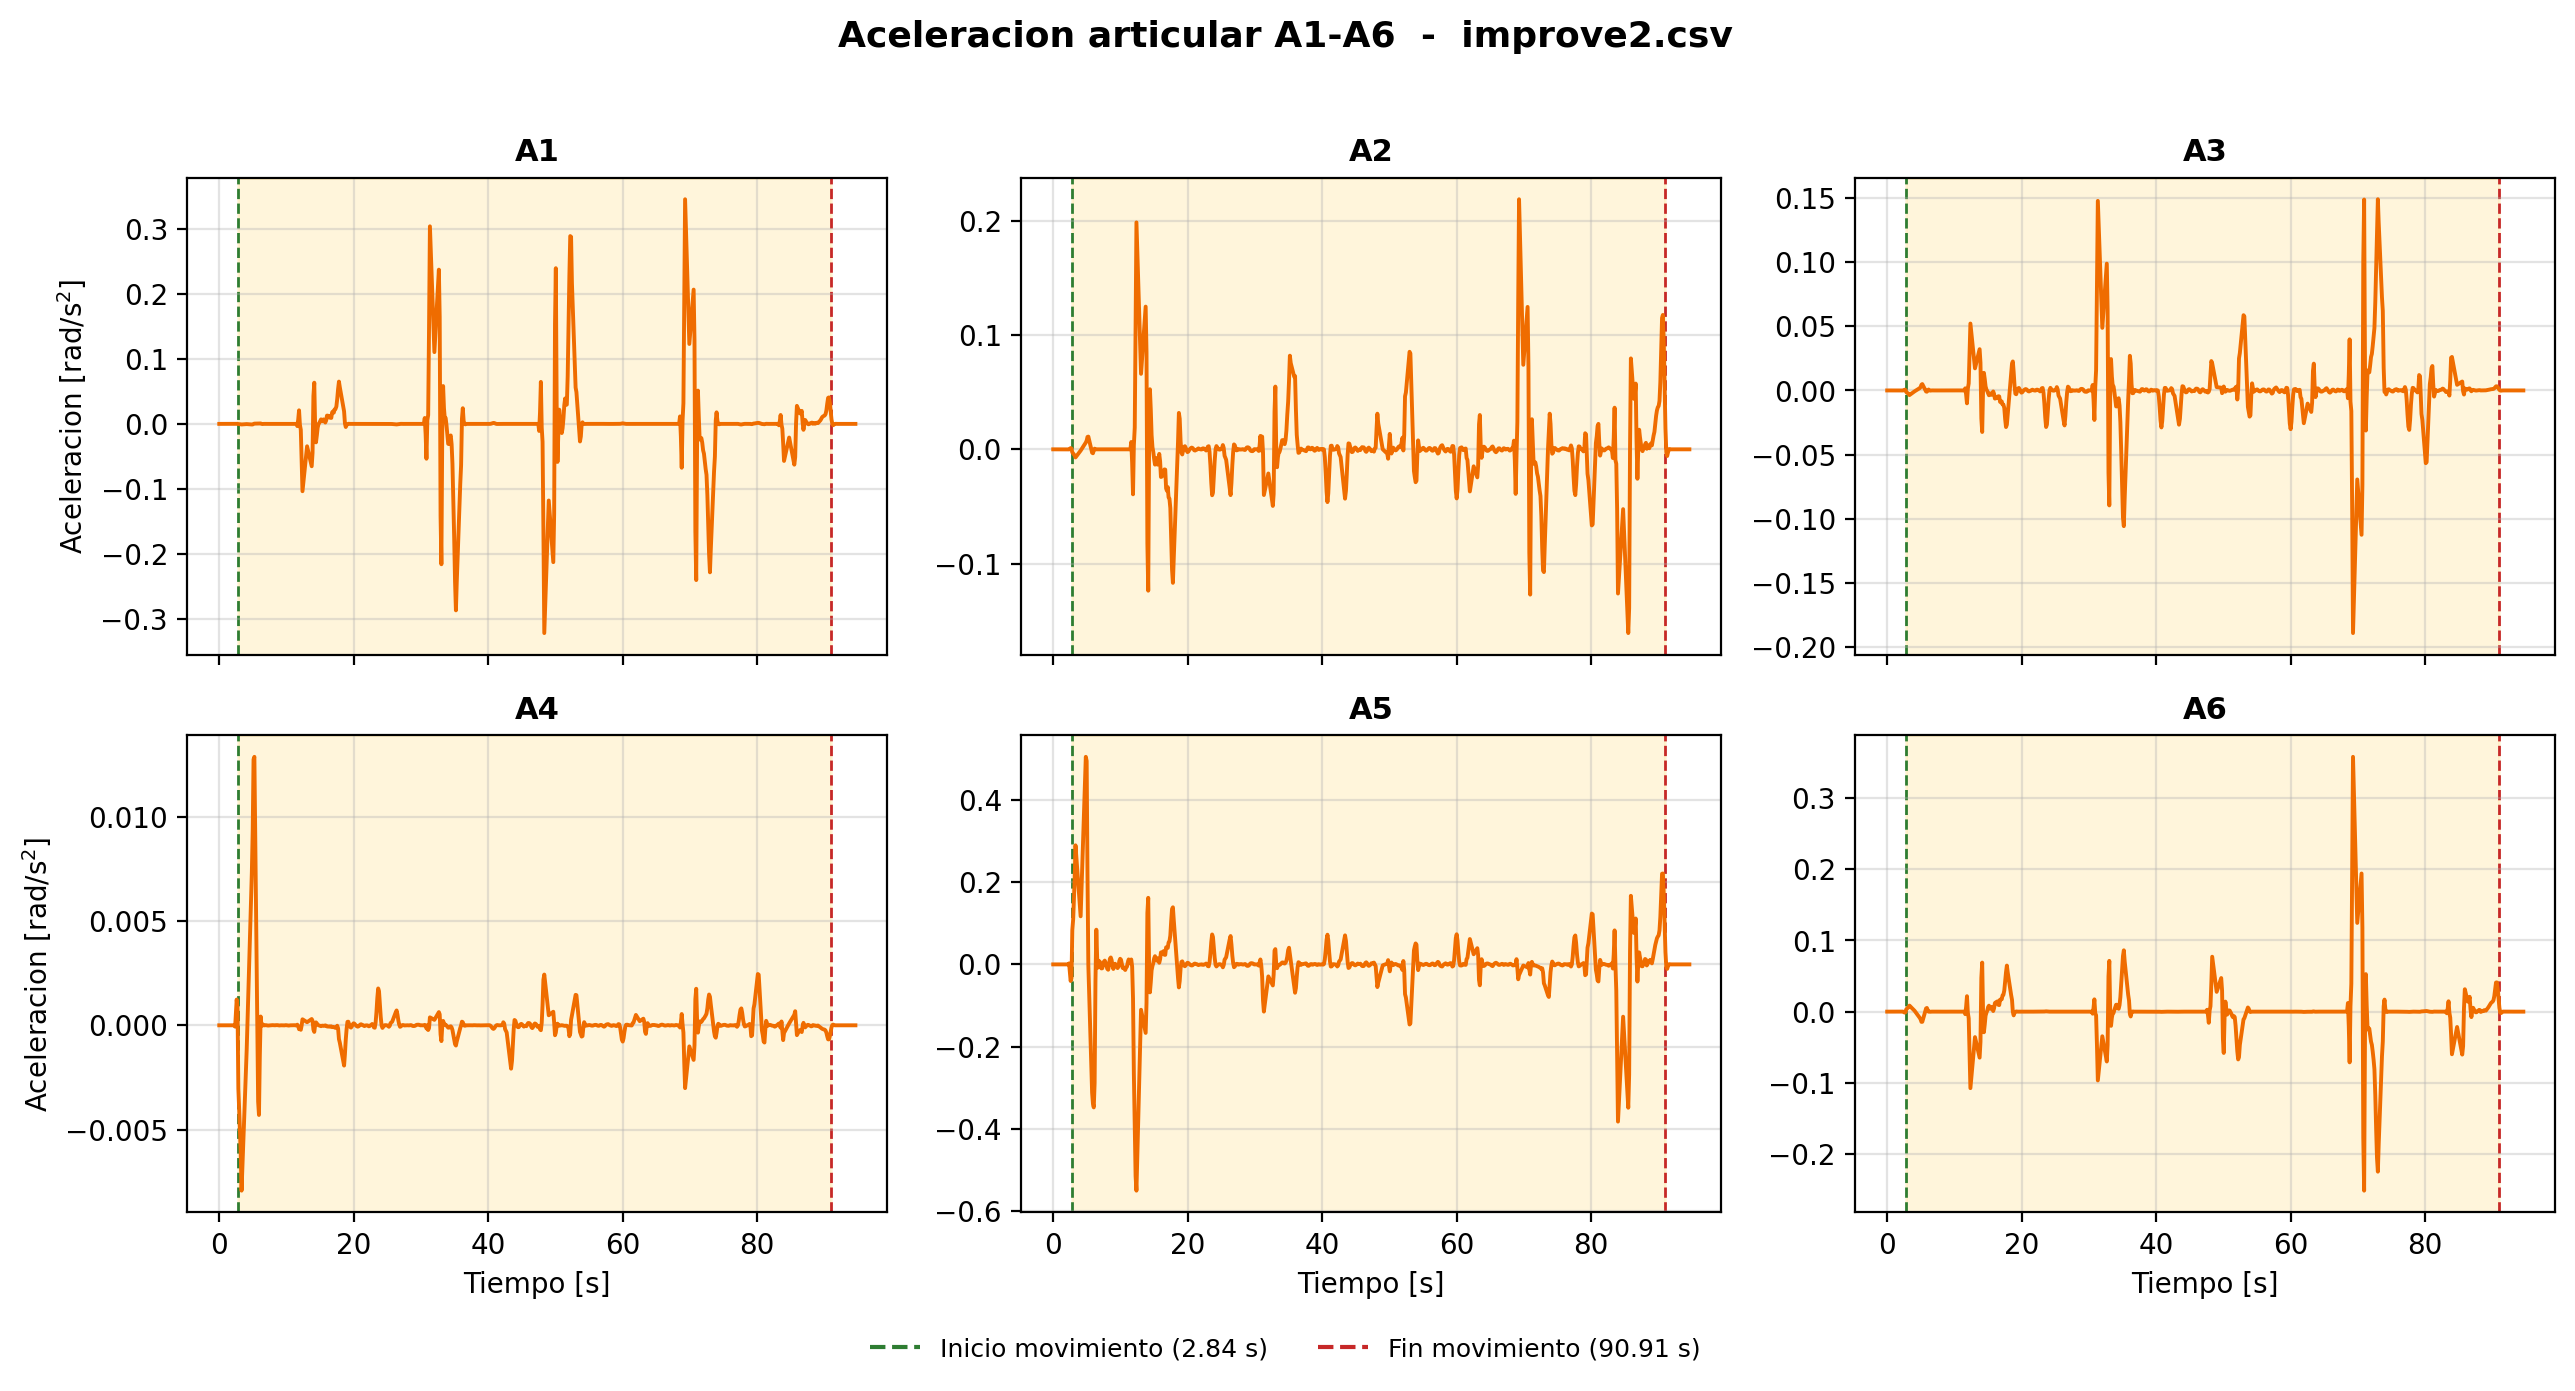 Aceleracion articular A1-A6  -  improve2.csv
A1
A2
A3
Aceleracion [rad/s²]
0.3
0.2
0.1
0.0
−0.1
−0.2
−0.3
0.2
0.1
0.0
−0.1
0.15
0.10
0.05
0.00
−0.05
−0.10
−0.15
−0.20
A4
A5
A6
Aceleracion [rad/s²]
0.010
0.005
0.000
−0.005
0.4
0.2
0.0
−0.2
−0.4
−0.6
0.3
0.2
0.1
0.0
−0.1
−0.2
0 20 40 60 80
0 20 40 60 80
0 20 40 60 80
Tiempo [s]
Tiempo [s]
Tiempo [s]
Inicio movimiento (2.84 s)
Fin movimiento (90.91 s)